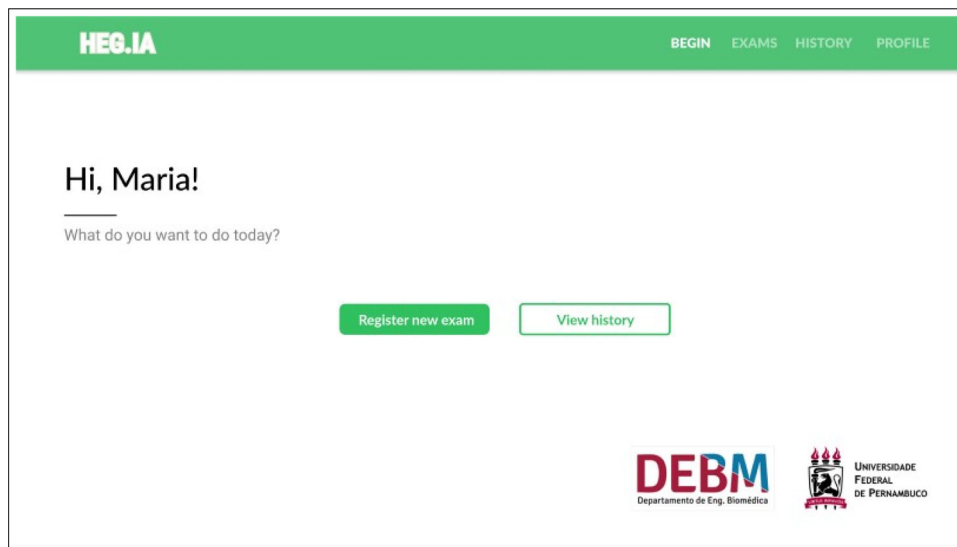 HEG.IA
BEGIN EXAMS HISTORY PROFILE
Hi, Maria!
What do you want to do today?
Register new exam View history
DEBM
Departamento de Eng. Biomédica
UNIVERSIDADE
FEDERAL
DE PERNAMBUCO